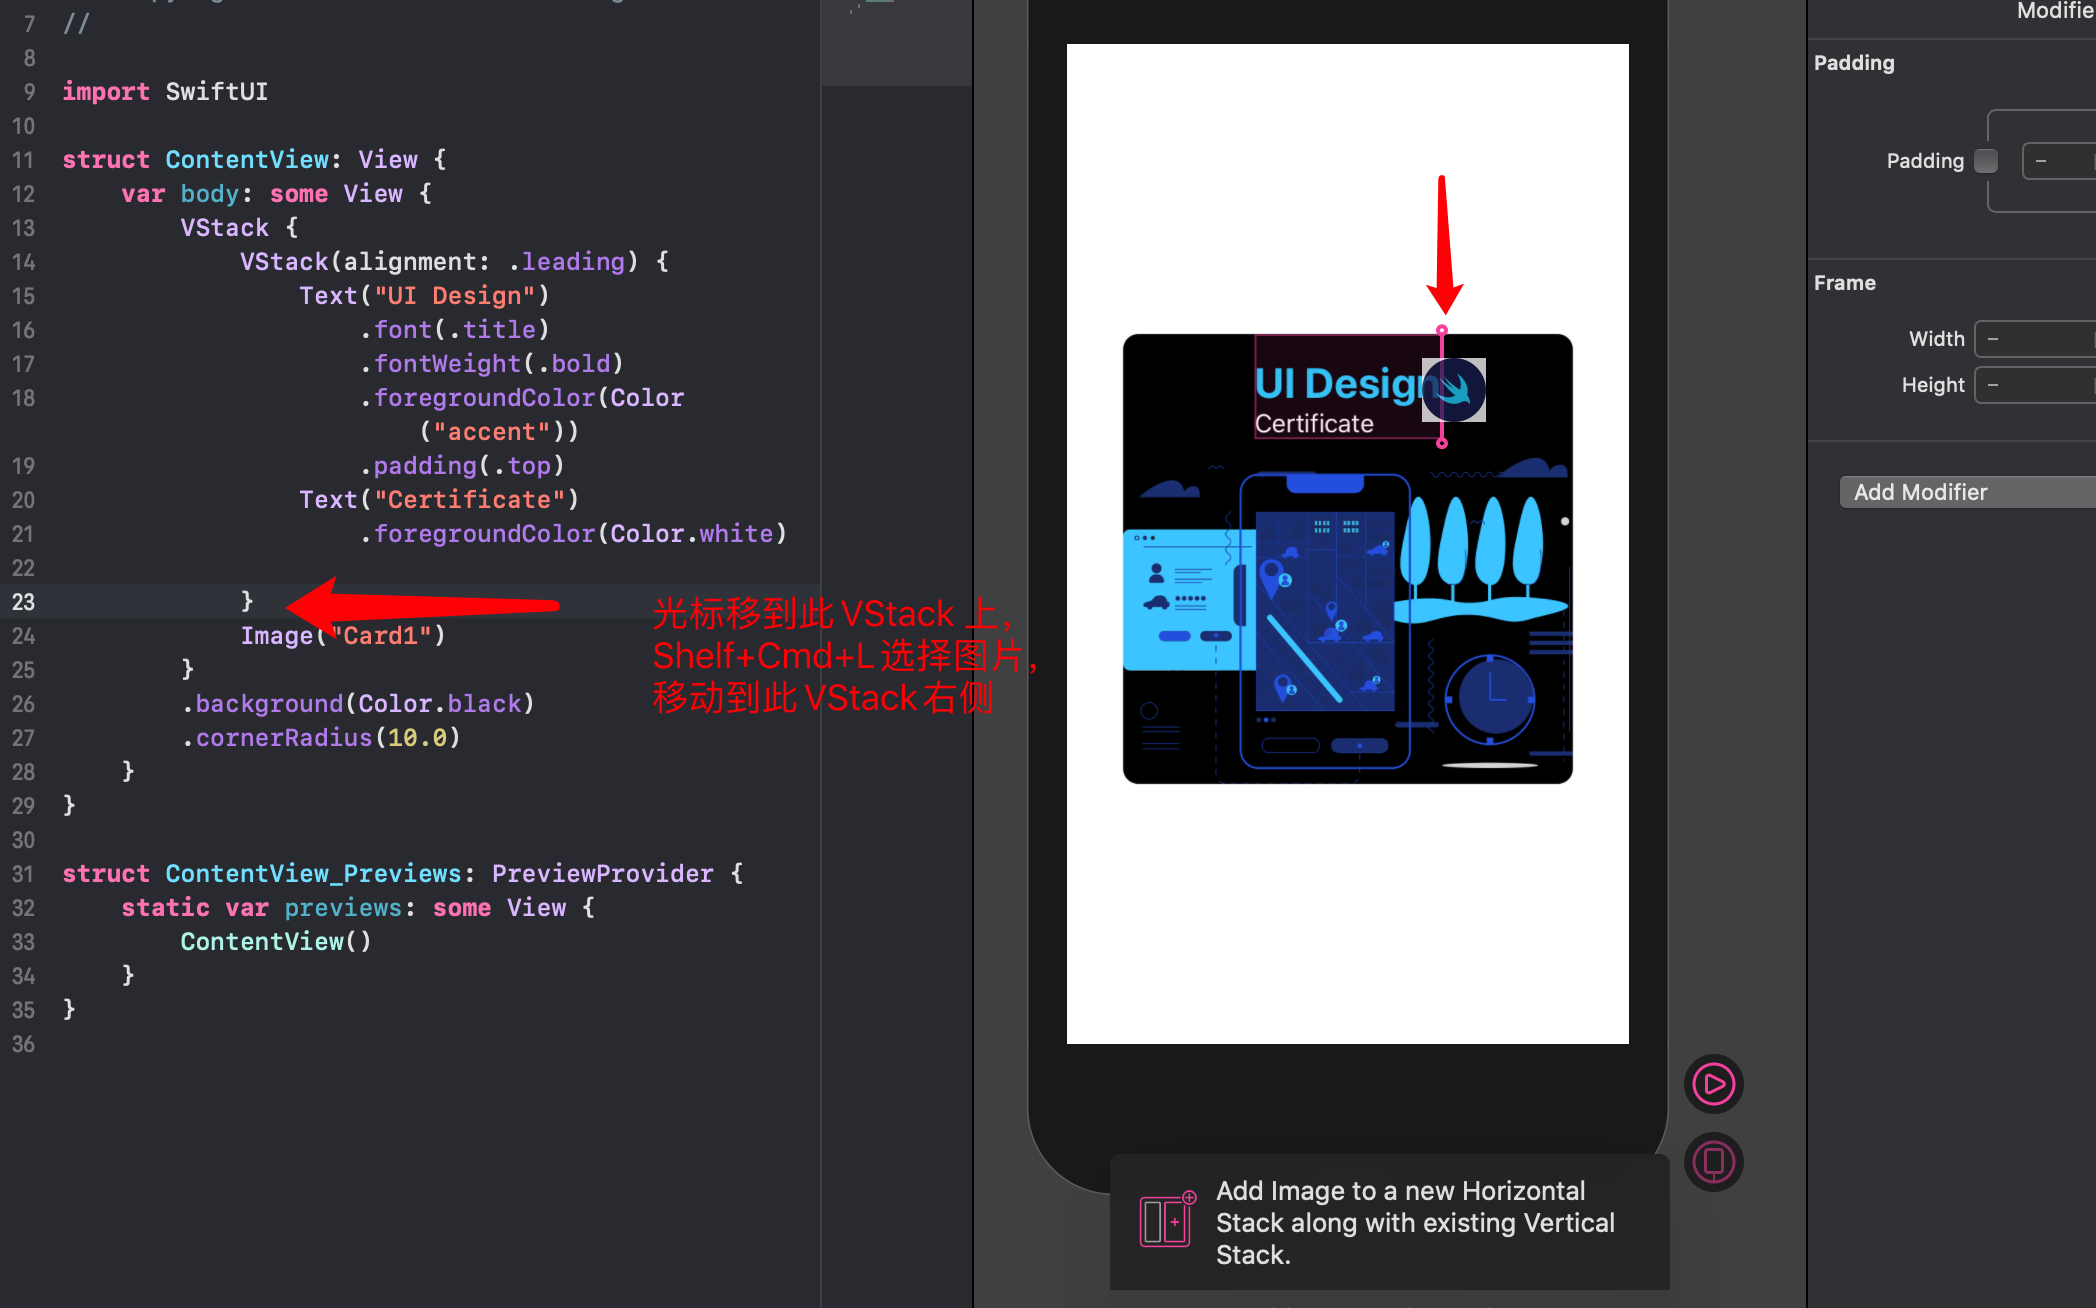 7 //
8
9 import SwiftUI
10
11 struct ContentView: View {
12 var body: some View {
13 VStack {
14 VStack(alignment: .leading) {
15 Text("UI Design")
16 .font(.title)
17 .fontWeight(.bold)
18 .foregroundColor(Color
("accent"))
19 .padding(.top)
20 Text("Certificate")
21 .foregroundColor(Color.white)
22
23 }
24 Image("Card1")
25 }
26 .background(Color.black)
27 .cornerRadius(10.0)
28 }
29 }
30
31 struct ContentView_Previews: PreviewProvider {
32 static var previews: some View {
33 ContentView()
34 }
35 }
36
光标移到此 VStack 上，
Shelf+Cmd+L 选择图片，
移动到此 VStack 右侧
UI Design
Certificate
Add Image to a new Horizontal
Stack along with existing Vertical
Stack.
Modifie
Padding
Padding
Frame
Width
Height
Add Modifier